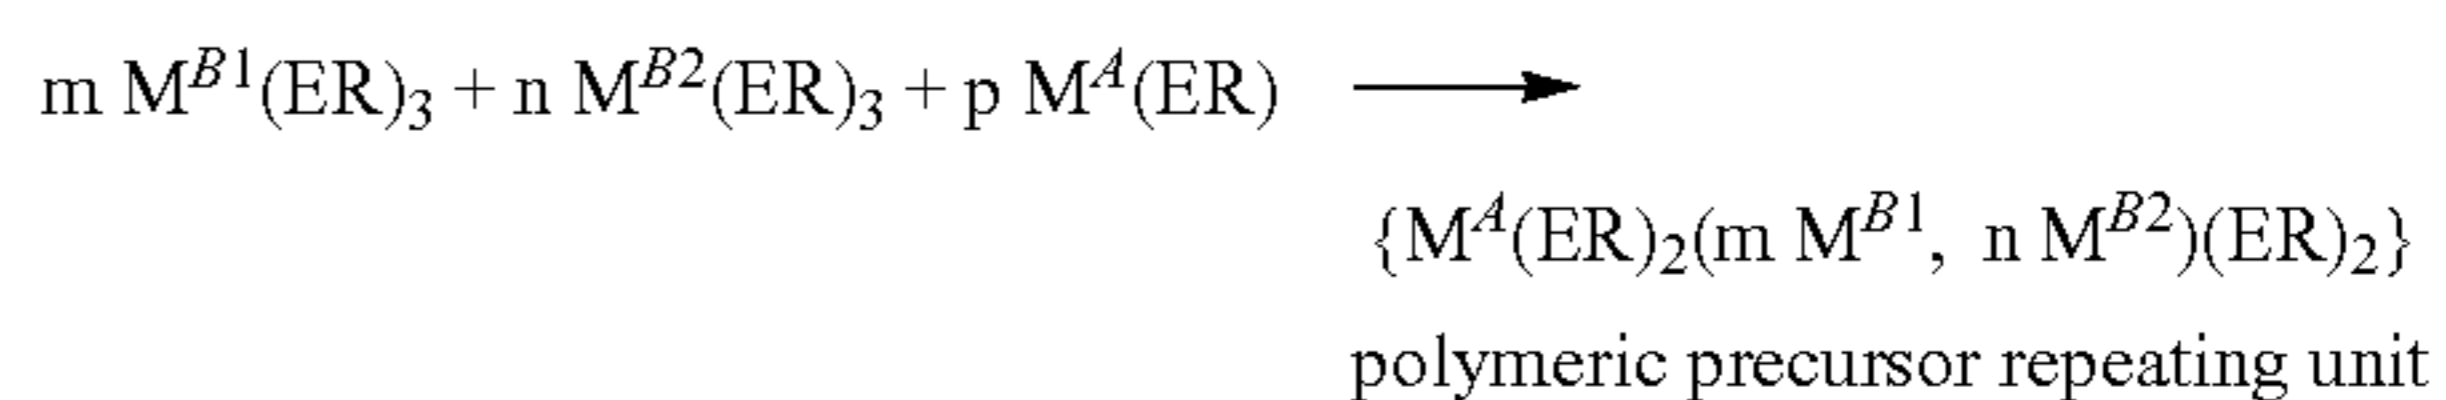 m M^{B1}(ER)_3 + n M^{B2}(ER)_3 + p M^A(ER) ⟶
{M^A(ER)_2(m M^{B1}, n M^{B2})(ER)_2}
polymeric precursor repeating unit